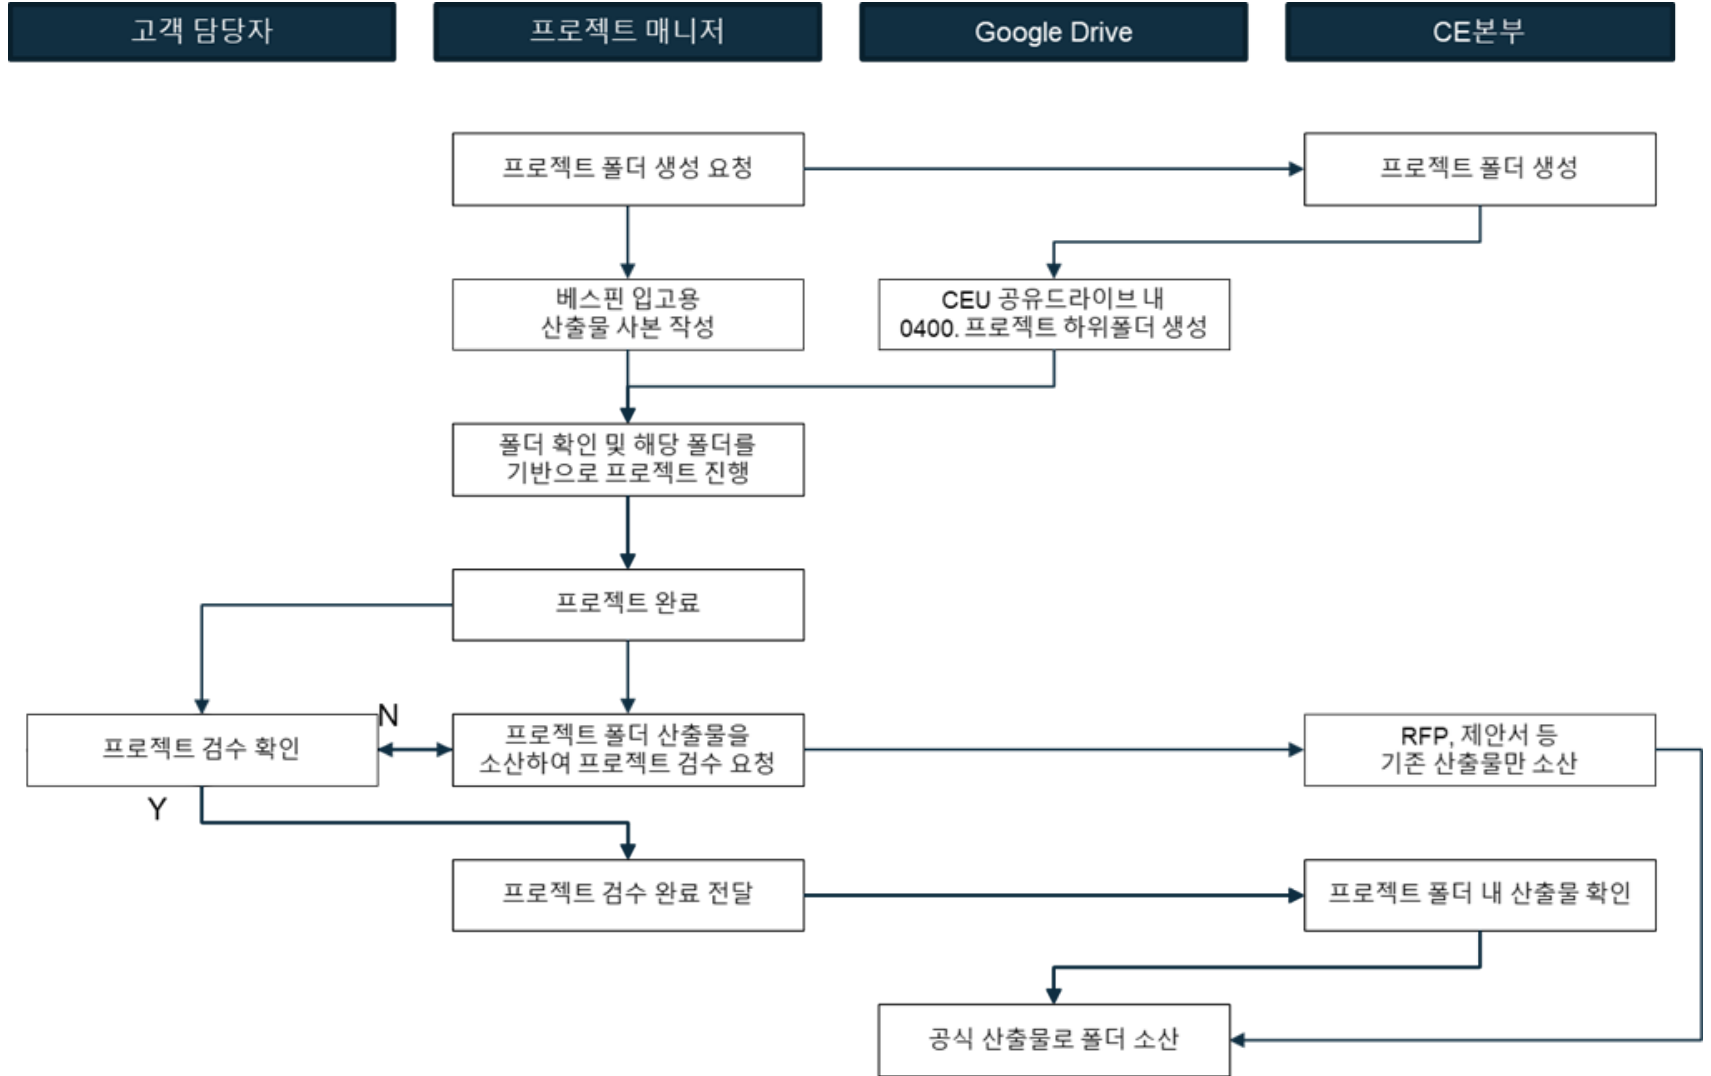 고객 담당자
프로젝트 매니저
Google Drive
CE본부
프로젝트 폴더 생성 요청
프로젝트 폴더 생성
베스핀 입고용
산출물 사본 작성
CEU 공유드라이브 내
0400. 프로젝트 하위폴더 생성
폴더 확인 및 해당 폴더를
기반으로 프로젝트 진행
프로젝트 완료
프로젝트 검수 확인
N
프로젝트 폴더 산출물을
소산하여 프로젝트 검수 요청
RFP, 제안서 등
기존 산출물만 소산
Y
프로젝트 검수 완료 전달
프로젝트 폴더 내 산출물 확인
공식 산출물로 폴더 소산